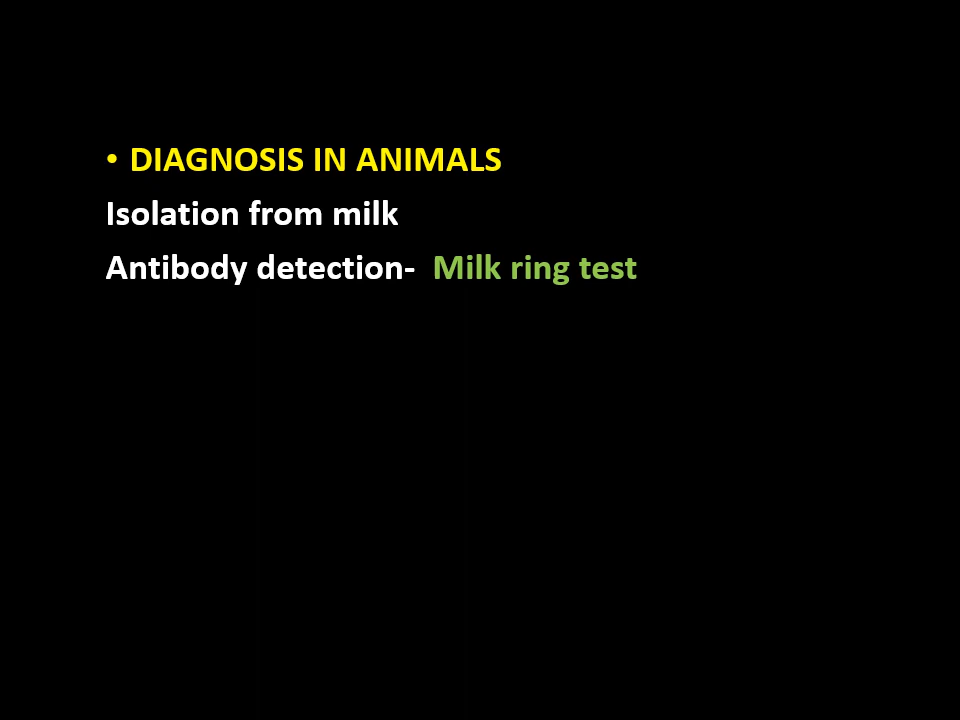 • DIAGNOSIS IN ANIMALS
Isolation from milk
Antibody detection-  Milk ring test